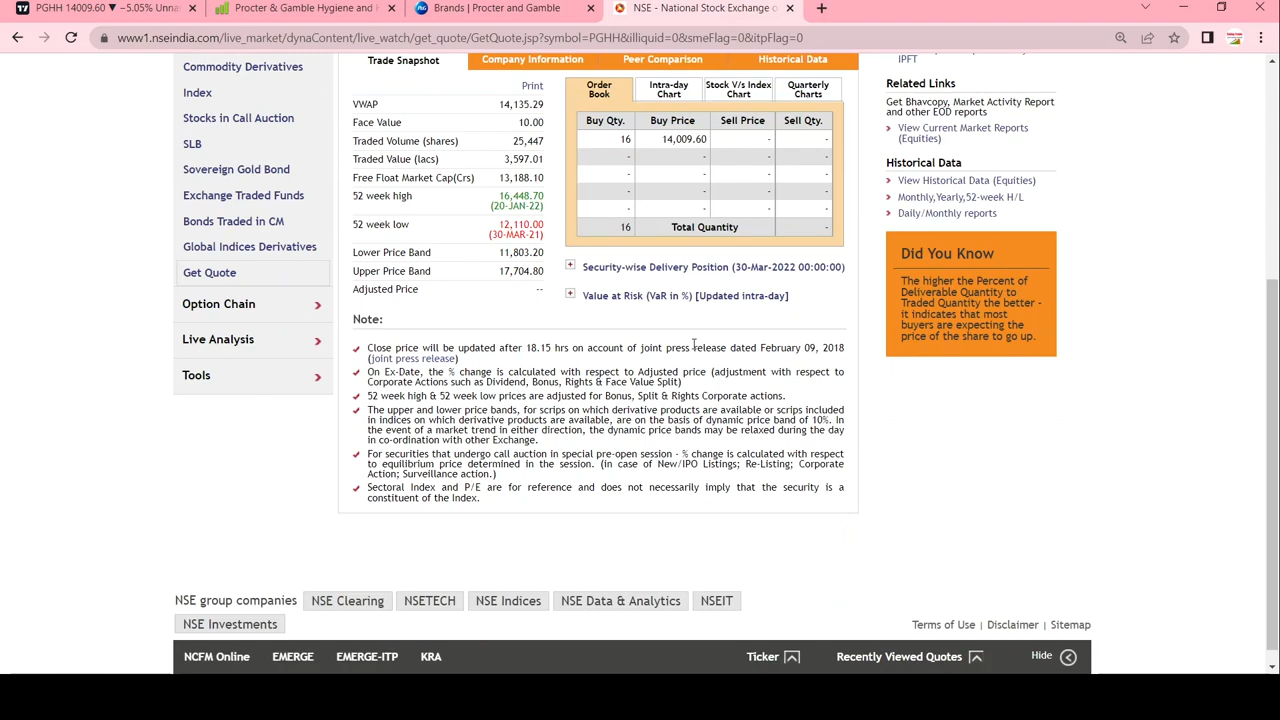 PGHH 14009.60 ▼ −5.05% Unna
Procter & Gamble Hygiene and H
Brands | Procter and Gamble
NSE - National Stock Exchange o
www1.nseindia.com/live_market/dynaContent/live_watch/get_quote/GetQuote.jsp?symbol=PGHH&illiquid=0&smeFlag=0&itpFlag=0
Commodity Derivatives
Index
Stocks in Call Auction
SLB
Sovereign Gold Bond
Exchange Traded Funds
Bonds Traded in CM
Global Indices Derivatives
Get Quote
Option Chain
Live Analysis
Tools
Trade Snapshot
Company Information
Peer Comparison
Historical Data
Print
VWAP 14,135.29
Face Value 10.00
Traded Volume (shares) 25,447
Traded Value (lacs) 3,597.01
Free Float Market Cap(Crs) 13,188.10
52 week high 16,448.70
(20-JAN-22)
52 week low 12,110.00
(30-MAR-21)
Lower Price Band 11,803.20
Upper Price Band 17,704.80
Adjusted Price --
Order Book
Intra-day Chart
Stock V/s Index Chart
Quarterly Charts
Buy Qty. Buy Price Sell Price Sell Qty.
16 14,009.60 - -
- - - -
- - - -
- - - -
- - - -
16 Total Quantity -
Security-wise Delivery Position (30-Mar-2022 00:00:00)
Value at Risk (VaR in %) [Updated intra-day]
Note:
Close price will be updated after 18.15 hrs on account of joint press release dated February 09, 2018
(joint press release)
On Ex-Date, the % change is calculated with respect to Adjusted price (adjustment with respect to
Corporate Actions such as Dividend, Bonus, Rights & Face Value Split)
52 week high & 52 week low prices are adjusted for Bonus, Split & Rights Corporate actions.
The upper and lower price bands, for scrips on which derivative products are available or scrips included
in indices on which derivative products are available, are on the basis of dynamic price band of 10%. In
the event of a market trend in either direction, the dynamic price bands may be relaxed during the day
in co-ordination with other Exchange.
For securities that undergo call auction in special pre-open session - % change is calculated with respect
to equilibrium price determined in the session. (in case of New/IPO Listings; Re-Listing; Corporate
Action; Surveillance action.)
Sectoral Index and P/E are for reference and does not necessarily imply that the security is a
constituent of the Index.
IPFT
Related Links
Get Bhavcopy, Market Activity Report
and other EOD reports
View Current Market Reports
(Equities)
Historical Data
View Historical Data (Equities)
Monthly,Yearly,52-week H/L
Daily/Monthly reports
Did You Know
The higher the Percent of
Deliverable Quantity to
Traded Quantity the better -
it indicates that most
buyers are expecting the
price of the share to go up.
NSE group companies
NSE Clearing
NSETECH
NSE Indices
NSE Data & Analytics
NSEIT
NSE Investments
Terms of Use | Disclaimer | Sitemap
NCFM Online
EMERGE
EMERGE-ITP
KRA
Ticker
Recently Viewed Quotes
Hide